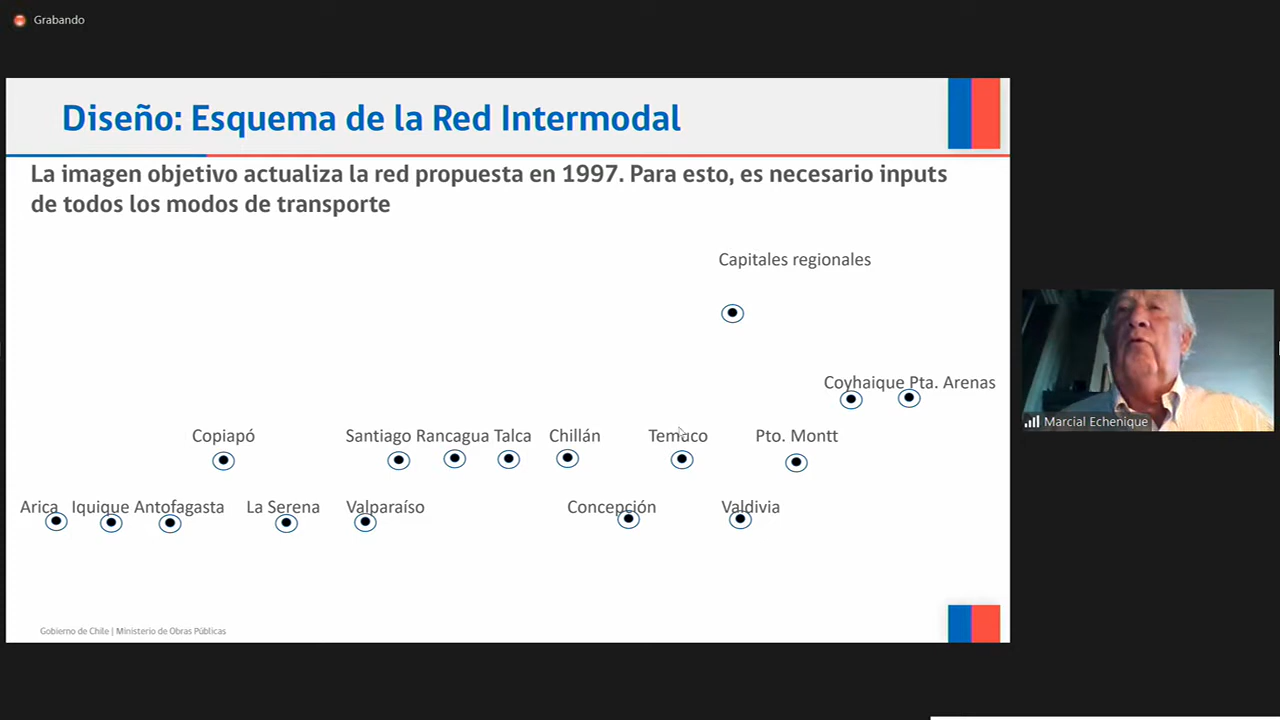 Grabando
Diseño: Esquema de la Red Intermodal
La imagen objetivo actualiza la red propuesta en 1997. Para esto, es necesario inputs
de todos los modos de transporte
Capitales regionales
Coyhaique Pta. Arenas
Copiapó Santiago Rancagua Talca Chillán Temuco Pto. Montt
Arica Iquique Antofagasta La Serena Valparaíso Concepción Valdivia
Gobierno de Chile | Ministerio de Obras Públicas
Marcial Echenique